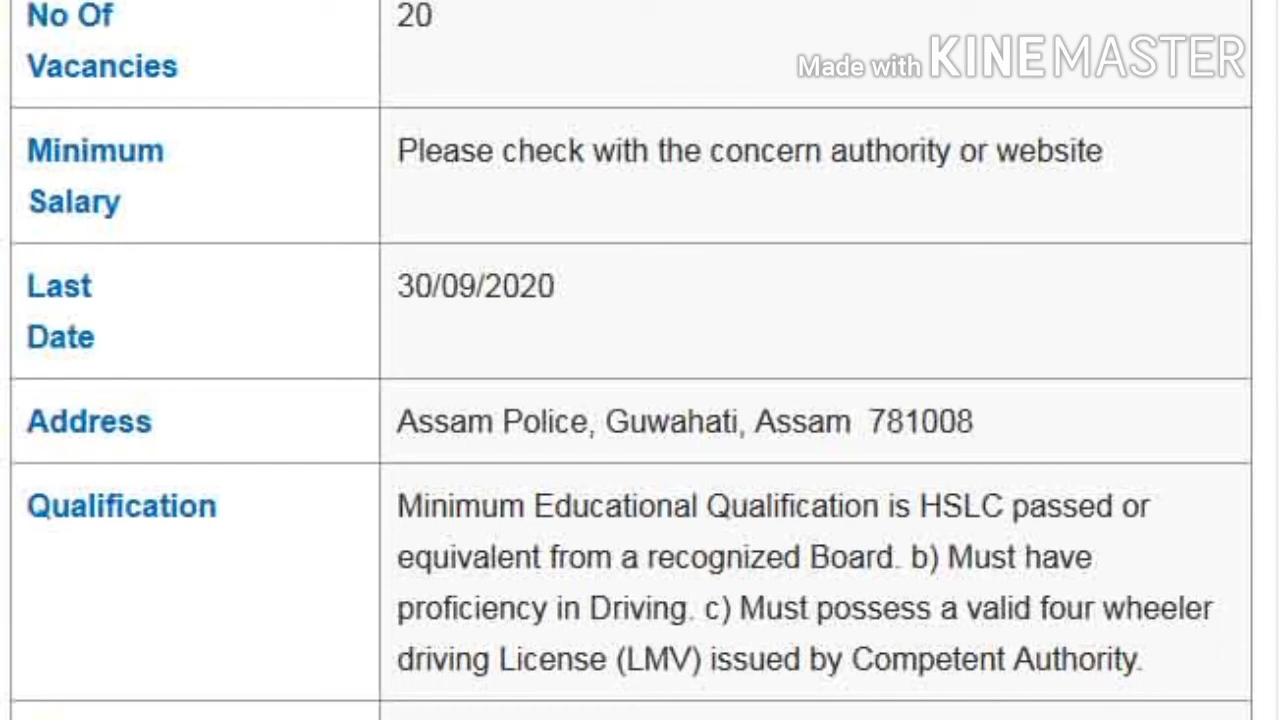 No Of
Vacancies
20
Made with KINEMASTER
Minimum
Salary
Please check with the concern authority or website
Last
Date
30/09/2020
Address
Assam Police, Guwahati, Assam 781008
Qualification
Minimum Educational Qualification is HSLC passed or
equivalent from a recognized Board. b) Must have
proficiency in Driving. c) Must possess a valid four wheeler
driving License (LMV) issued by Competent Authority.